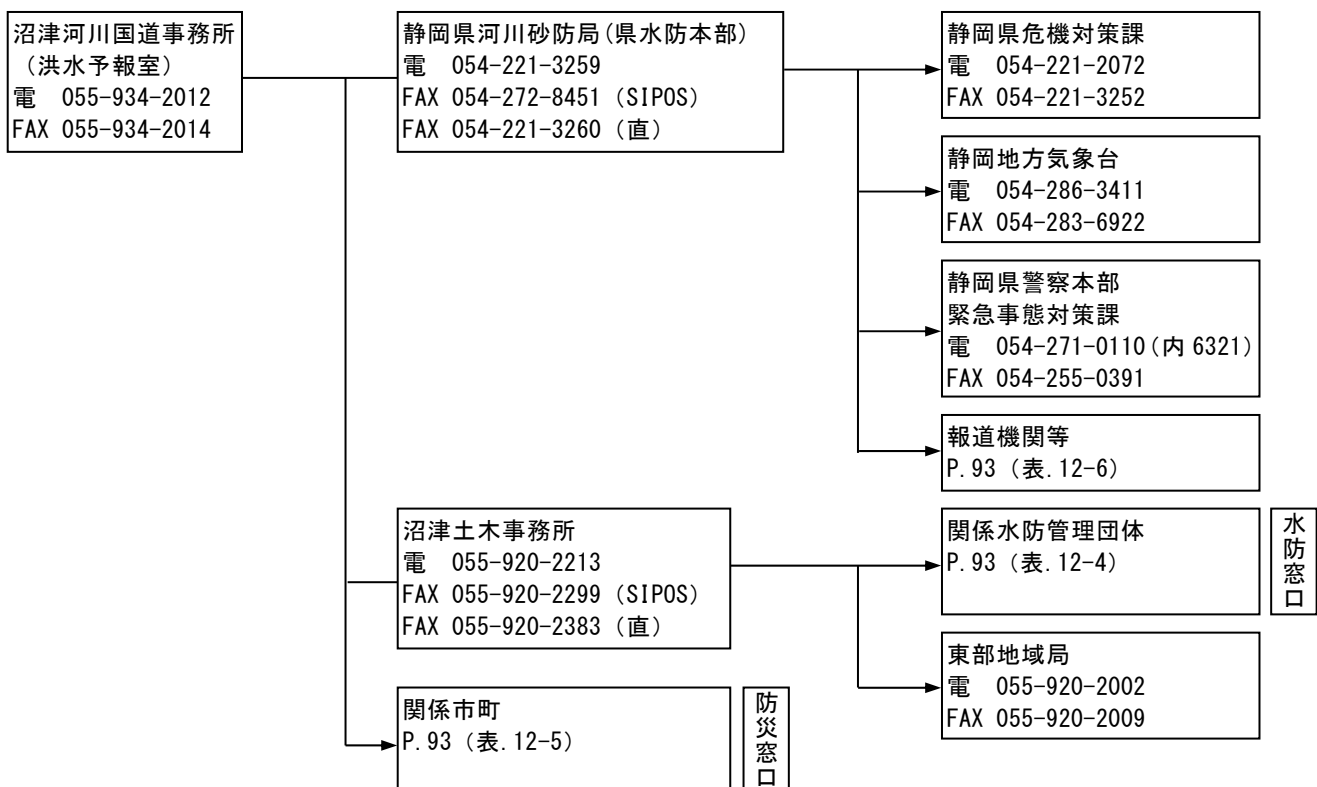 沼津河川国道事務所
（洪水予報室）
電　055-934-2012
FAX 055-934-2014
静岡県河川砂防局(県水防本部)
電　054-221-3259
FAX 054-272-8451 (SIPOS)
FAX 054-221-3260 (直)
静岡県危機対策課
電　054-221-2072
FAX 054-221-3252
静岡地方気象台
電　054-286-3411
FAX 054-283-6922
静岡県警察本部
緊急事態対策課
電　054-271-0110(内 6321)
FAX 054-255-0391
報道機関等
P.93 (表.12-6)
沼津土木事務所
電　055-920-2213
FAX 055-920-2299 (SIPOS)
FAX 055-920-2383 (直)
関係水防管理団体
P.93 (表.12-4)
水防窓口
東部地域局
電　055-920-2002
FAX 055-920-2009
関係市町
P.93 (表.12-5)
防災窓口